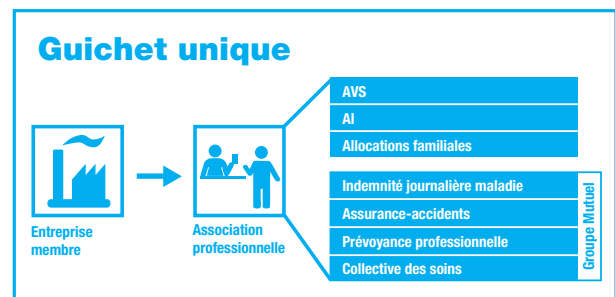 Guichet unique
Entreprise
membre
Association
professionnelle
AVS
AI
Allocations familiales
Indemnité journalière maladie
Assurance-accidents
Prévoyance professionnelle
Collective des soins
Groupe Mutuel